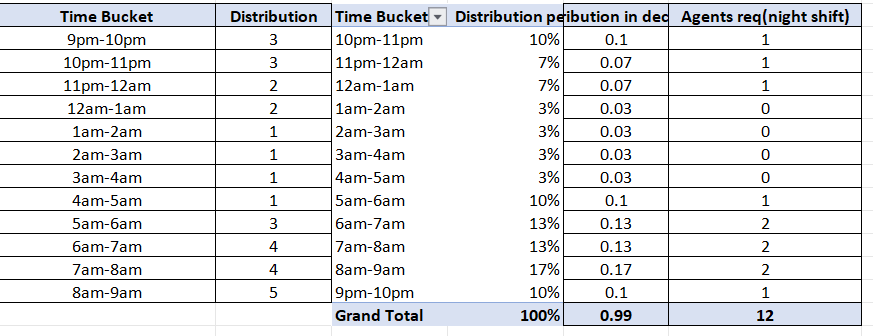 Time Bucket Distribution Time Bucket Distribution pe ribution in dec Agents req(night shift)
9pm-10pm 3 10pm-11pm 10% 0.1 1
10pm-11pm 3 11pm-12am 7% 0.07 1
11pm-12am 2 12am-1am 7% 0.07 1
12am-1am 2 1am-2am 3% 0.03 0
1am-2am 1 2am-3am 3% 0.03 0
2am-3am 1 3am-4am 3% 0.03 0
3am-4am 1 4am-5am 3% 0.03 0
4am-5am 1 5am-6am 10% 0.1 1
5am-6am 3 6am-7am 13% 0.13 2
6am-7am 4 7am-8am 13% 0.13 2
7am-8am 4 8am-9am 17% 0.17 2
8am-9am 5 9pm-10pm 10% 0.1 1
Grand Total 100% 0.99 12